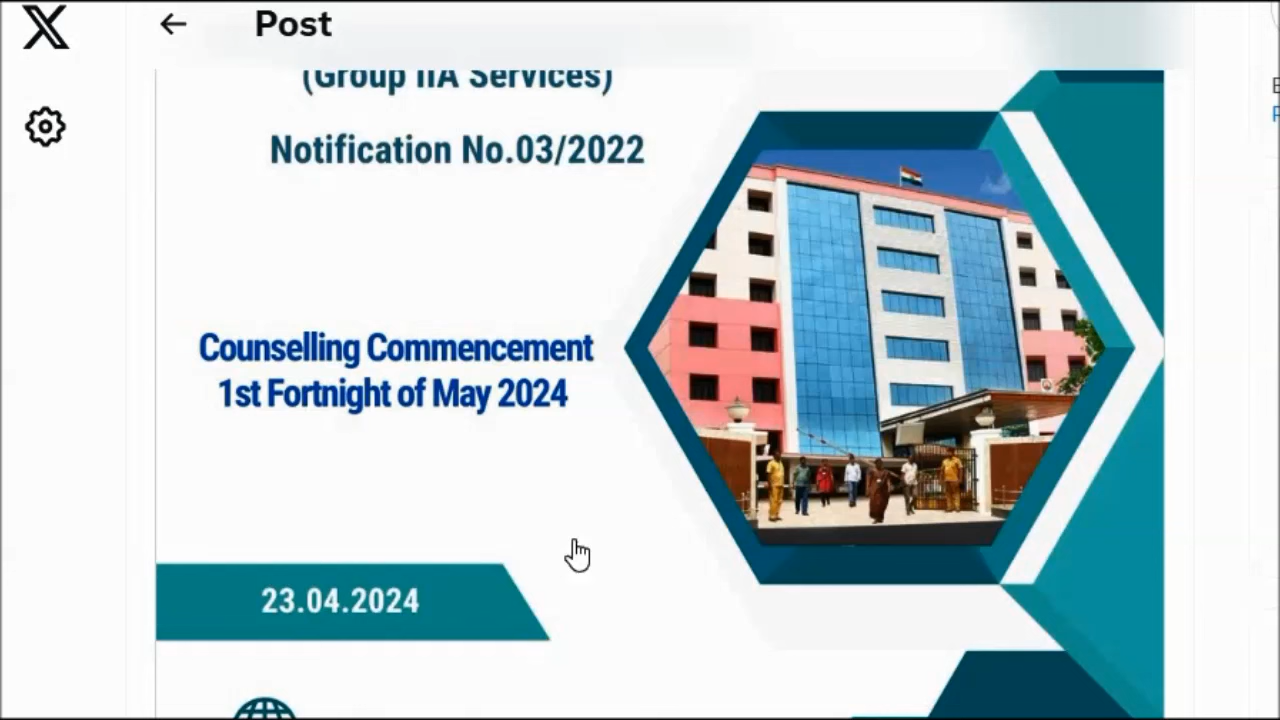 Post
(Group IIA Services)
Notification No.03/2022
Counselling Commencement
1st Fortnight of May 2024
23.04.2024